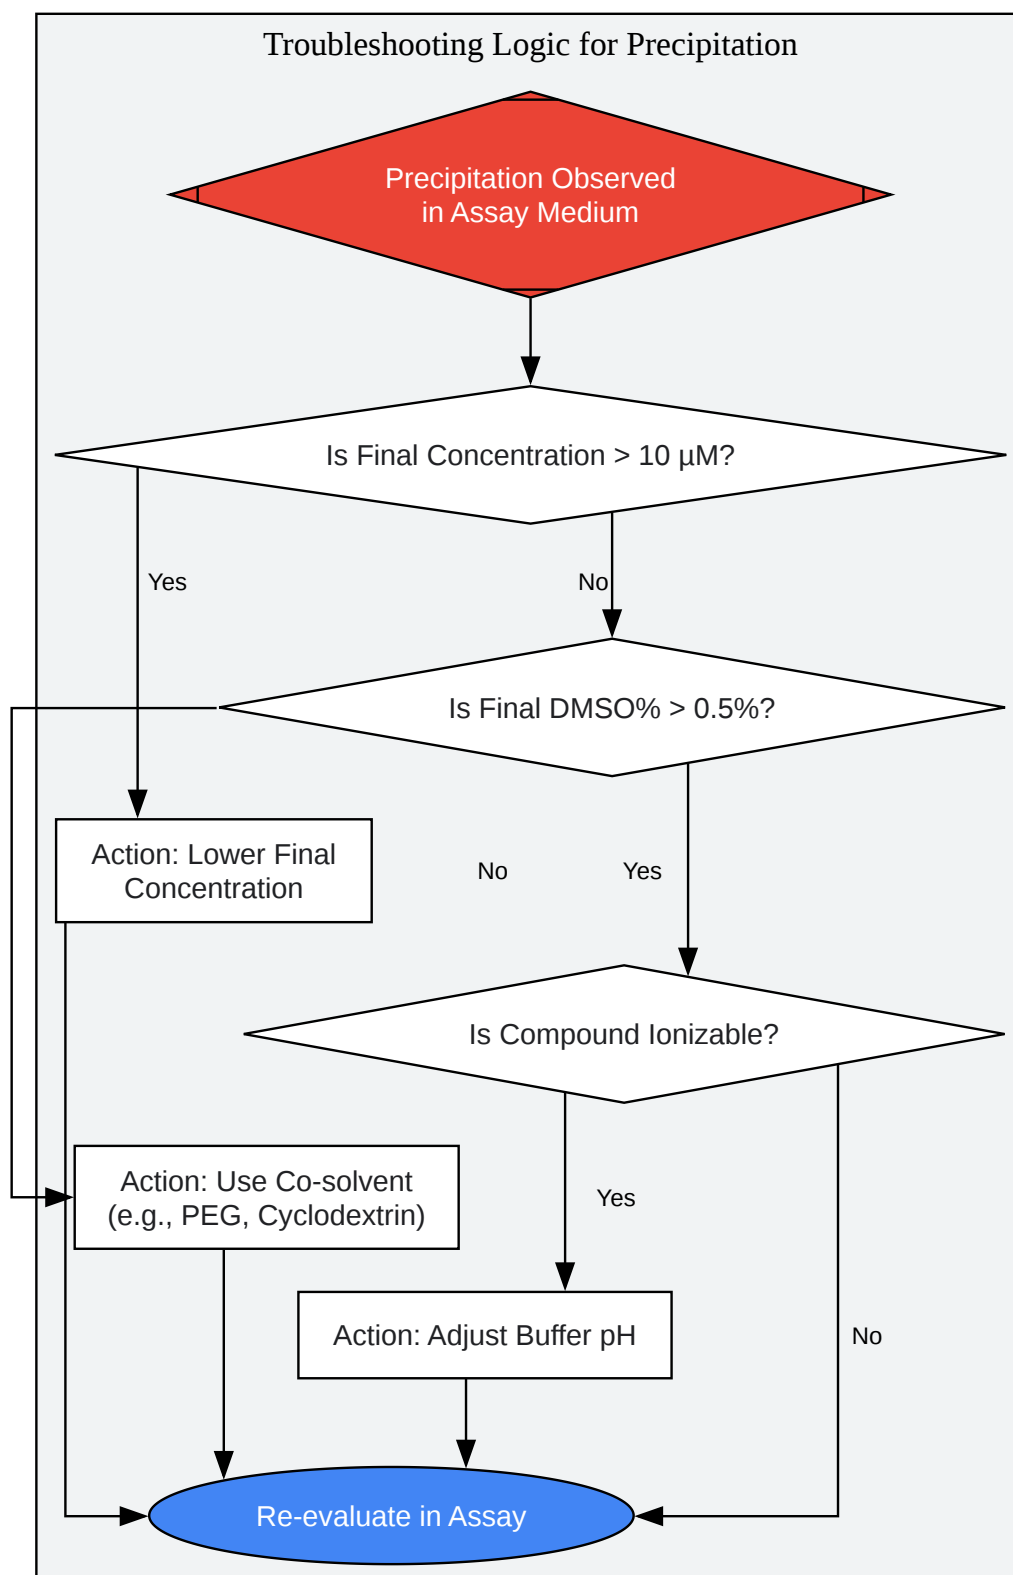 Troubleshooting Logic for Precipitation
Precipitation Observed
in Assay Medium
Is Final Concentration > 10 µM?
Yes
No
Is Final DMSO% > 0.5%?
Action: Lower Final
Concentration
No
Yes
Is Compound Ionizable?
Action: Use Co-solvent
(e.g., PEG, Cyclodextrin)
Yes
Action: Adjust Buffer pH
No
Re-evaluate in Assay